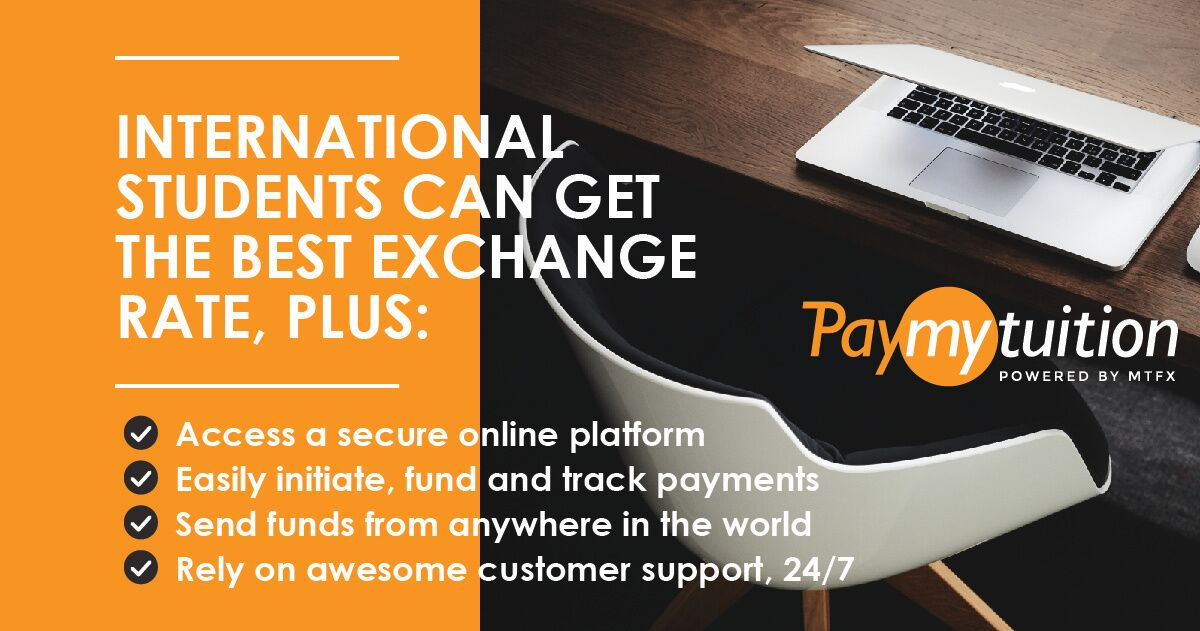 INTERNATIONAL
STUDENTS CAN GET
THE BEST EXCHANGE
RATE, PLUS:
Paymytuition
POWERED BY MTFX
Access a secure online platform
Easily initiate, fund and track payments
Send funds from anywhere in the world
Rely on awesome customer support, 24/7